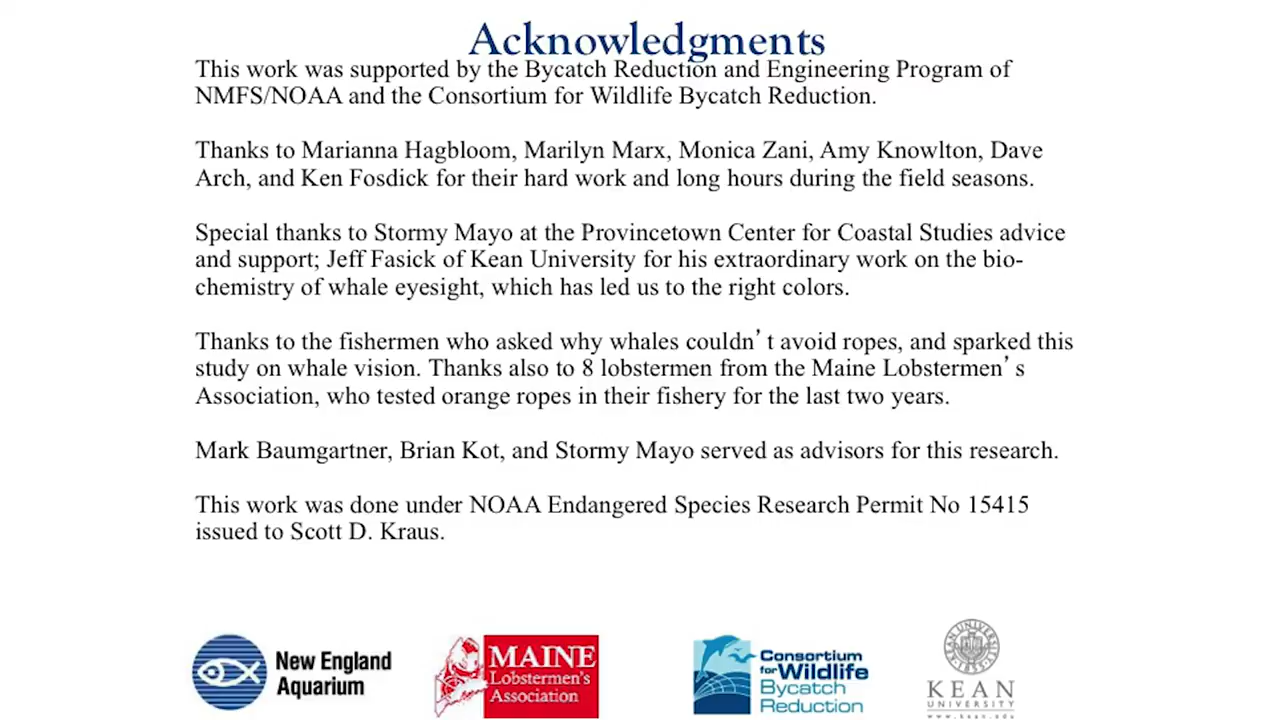 Acknowledgments
This work was supported by the Bycatch Reduction and Engineering Program of
NMFS/NOAA and the Consortium for Wildlife Bycatch Reduction.
Thanks to Marianna Hagbloom, Marilyn Marx, Monica Zani, Amy Knowlton, Dave
Arch, and Ken Fosdick for their hard work and long hours during the field seasons.
Special thanks to Stormy Mayo at the Provincetown Center for Coastal Studies advice
and support; Jeff Fasick of Kean University for his extraordinary work on the bio-
chemistry of whale eyesight, which has led us to the right colors.
Thanks to the fishermen who asked why whales couldn’t avoid ropes, and sparked this
study on whale vision. Thanks also to 8 lobstermen from the Maine Lobstermen’s
Association, who tested orange ropes in their fishery for the last two years.
Mark Baumgartner, Brian Kot, and Stormy Mayo served as advisors for this research.
This work was done under NOAA Endangered Species Research Permit No 15415
issued to Scott D. Kraus.
New England
Aquarium
MAINE
Lobstermen's
Association
Consortium
for Wildlife
Bycatch
Reduction
KEAN UNIVERSITY
1855
KEAN
UNIVERSITY
www.kean.edu